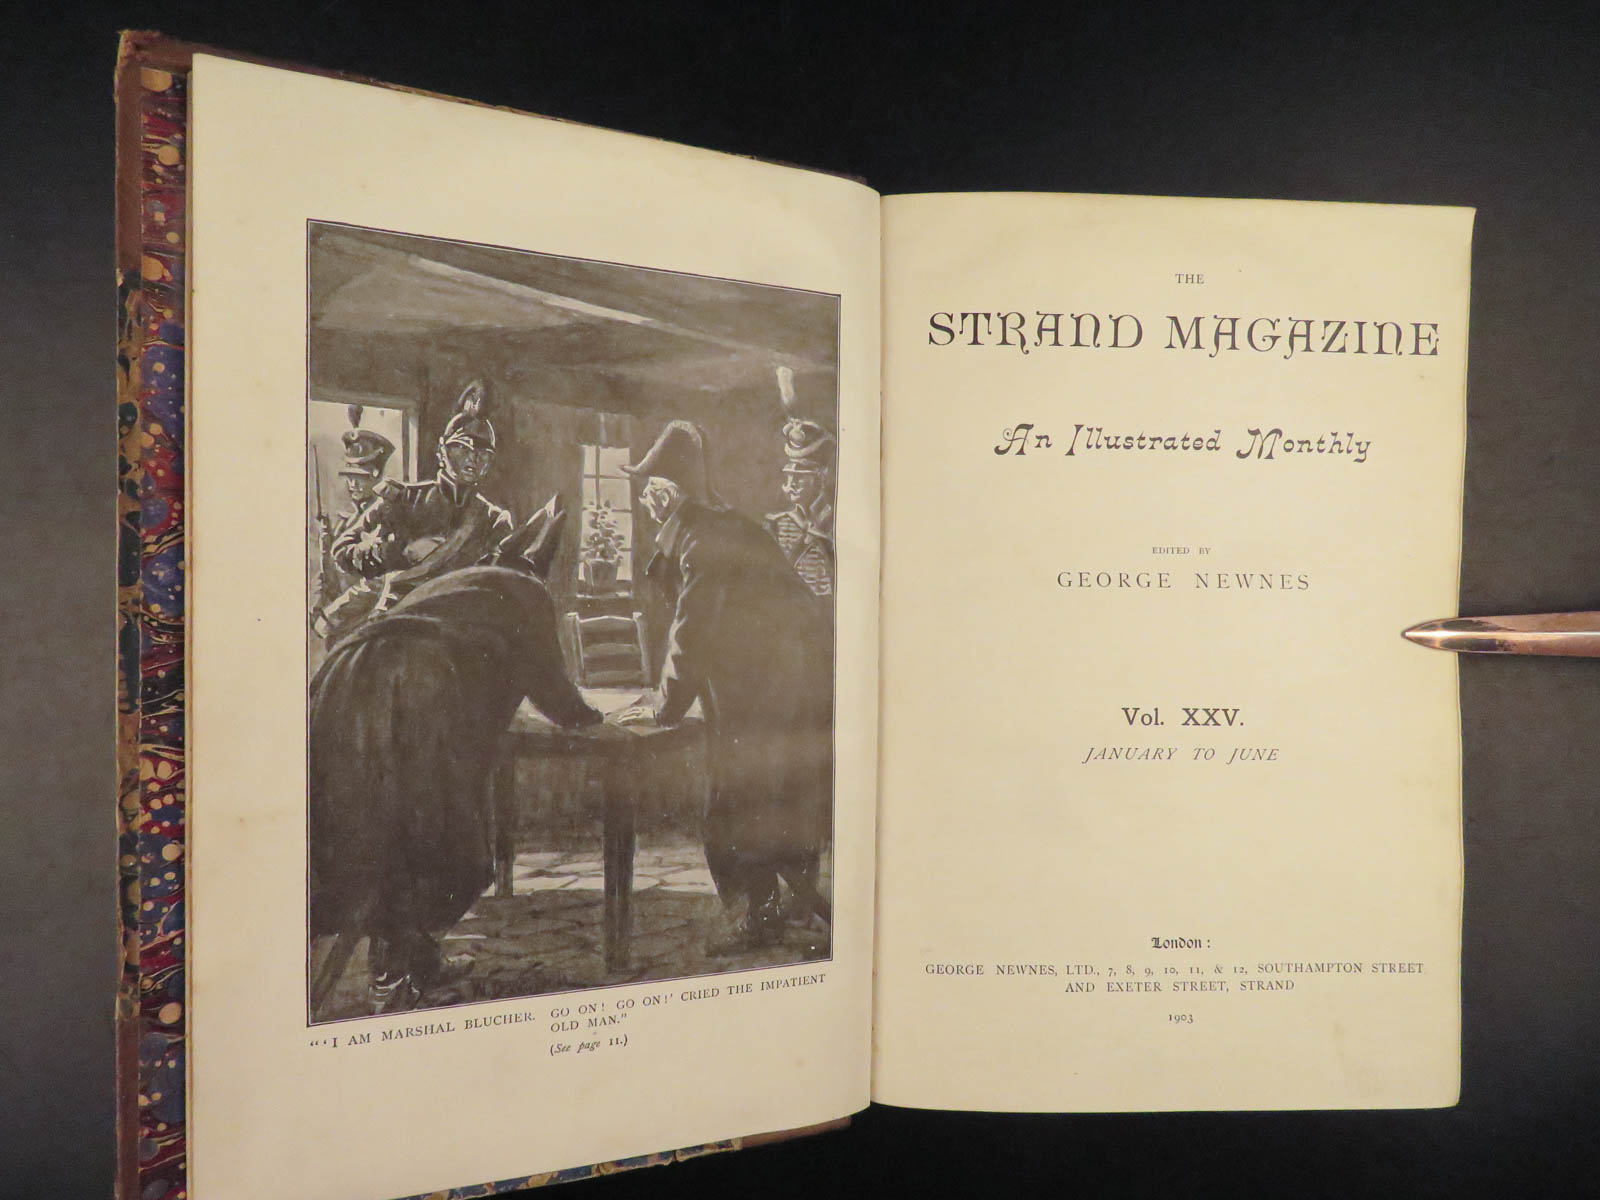 "'I AM MARSHAL BLUCHER. GO ON! GO ON!' CRIED THE IMPATIENT
OLD MAN."
(See page 11.)
THE
STRAND MAGAZINE
An Illustrated Monthly
EDITED BY
GEORGE NEWNES
Vol. XXV.
JANUARY TO JUNE
London:
GEORGE NEWNES, LTD., 7, 8, 9, 10, 11, & 12, SOUTHAMPTON STREET
AND EXETER STREET, STRAND
1903